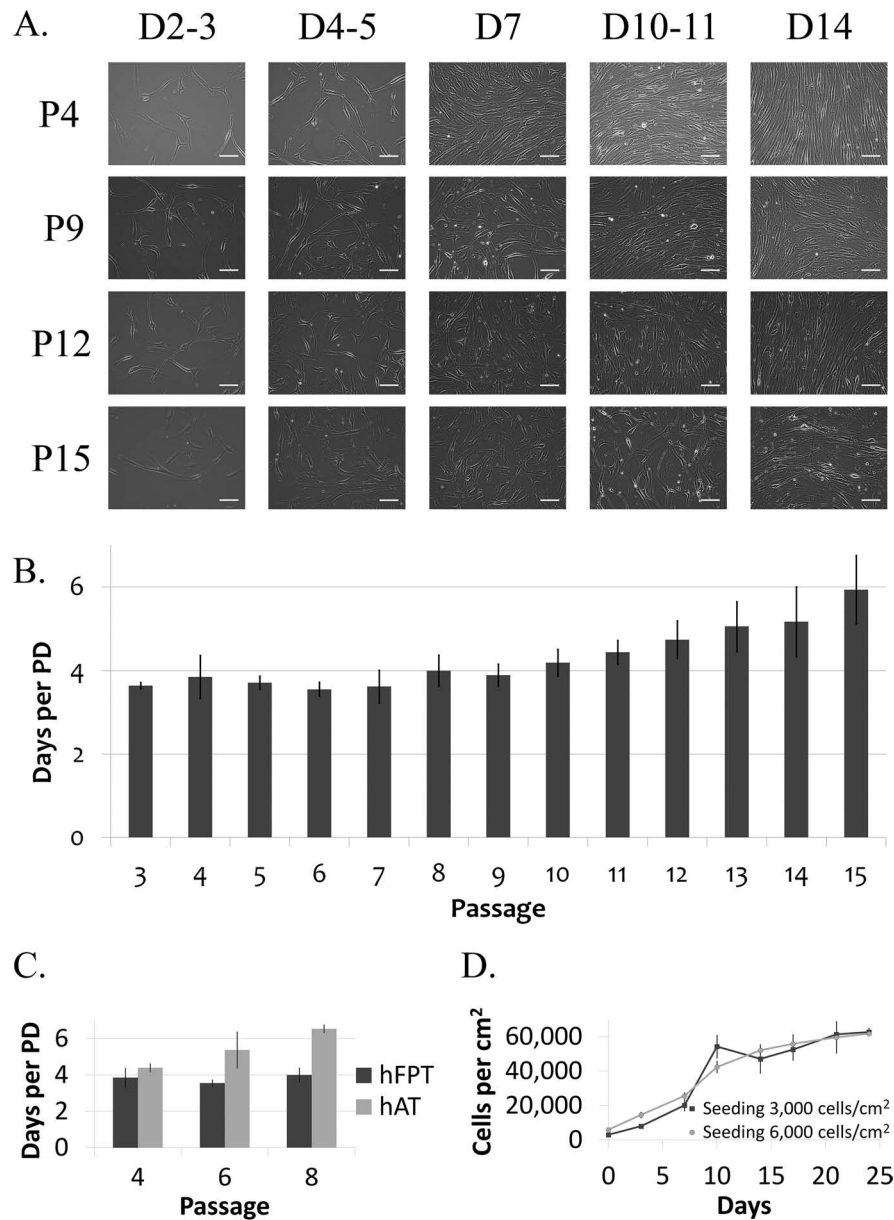 A.
D2-3 D4-5 D7 D10-11 D14
P4
P9
P12
P15
B.
Days per PD
6
4
2
0
3 4 5 6 7 8 9 10 11 12 13 14 15
Passage
C.
Days per PD
6
4
2
0
4 6 8
Passage
hFPT
hAT
D.
Cells per cm²
60,000
40,000
20,000
0
Seeding 3,000 cells/cm²
Seeding 6,000 cells/cm²
0 5 10 15 20 25
Days